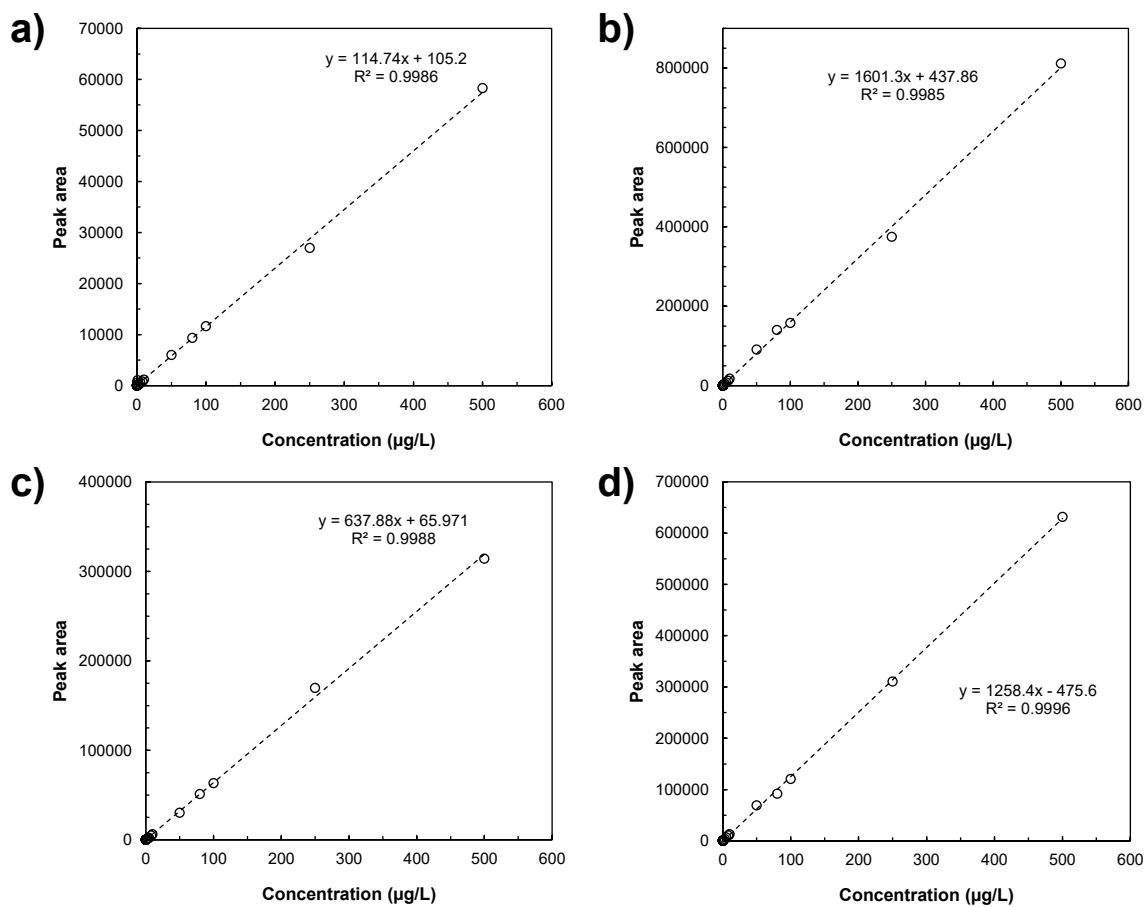 a)
70000
60000
50000
40000
30000
20000
10000
0
0 100 200 300 400 500 600
Peak area
Concentration (µg/L)
y = 114.74x + 105.2
R² = 0.9986
b)
800000
600000
400000
200000
0
0 100 200 300 400 500 600
Peak area
Concentration (µg/L)
y = 1601.3x + 437.86
R² = 0.9985
c)
400000
300000
200000
100000
0
0 100 200 300 400 500 600
Peak area
Concentration (µg/L)
y = 637.88x + 65.971
R² = 0.9988
d)
700000
600000
500000
400000
300000
200000
100000
0
0 100 200 300 400 500 600
Peak area
Concentration (µg/L)
y = 1258.4x - 475.6
R² = 0.9996